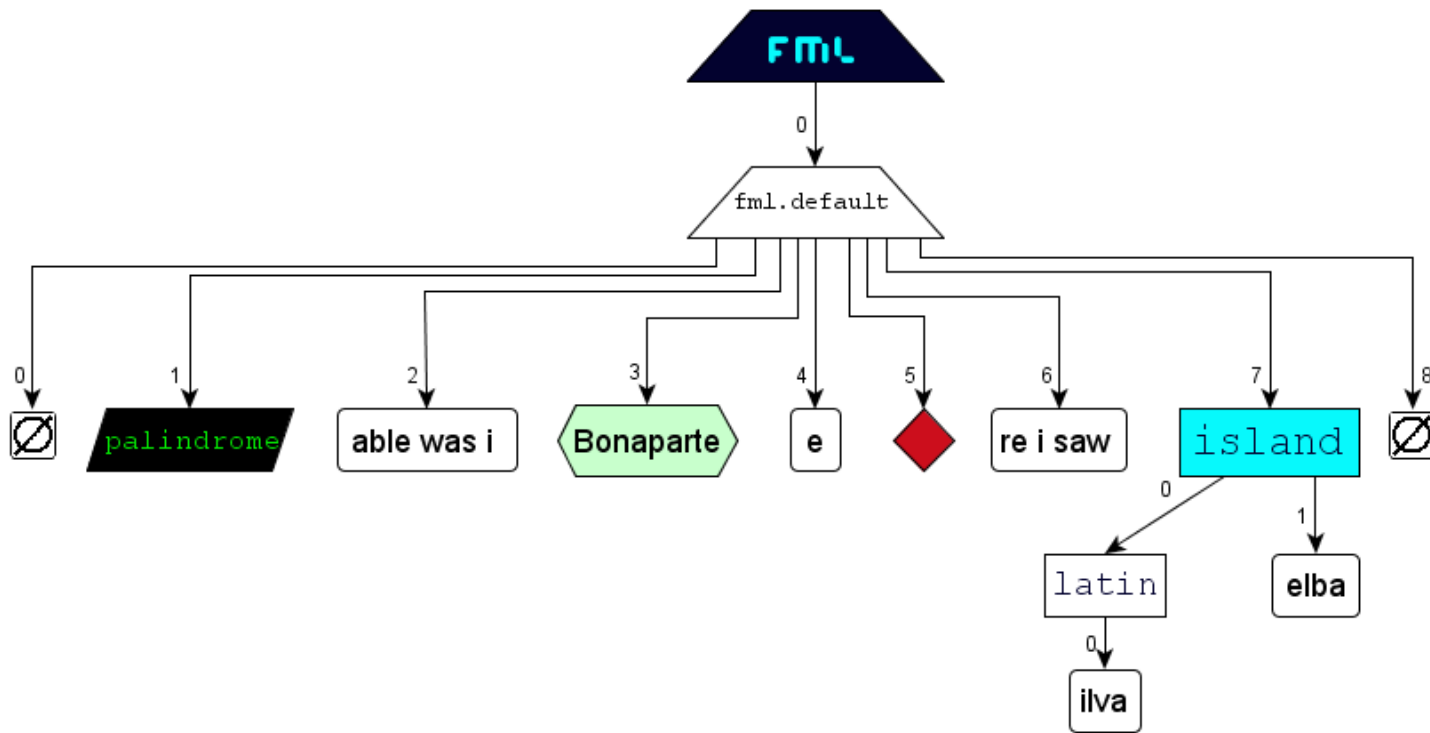 FML
0
fml.default
0
1
2
3
4
5
6
7
8
∅
palindrome
able was i
Bonaparte
e
re i saw
island
∅
0
1
latin
elba
0
ilva